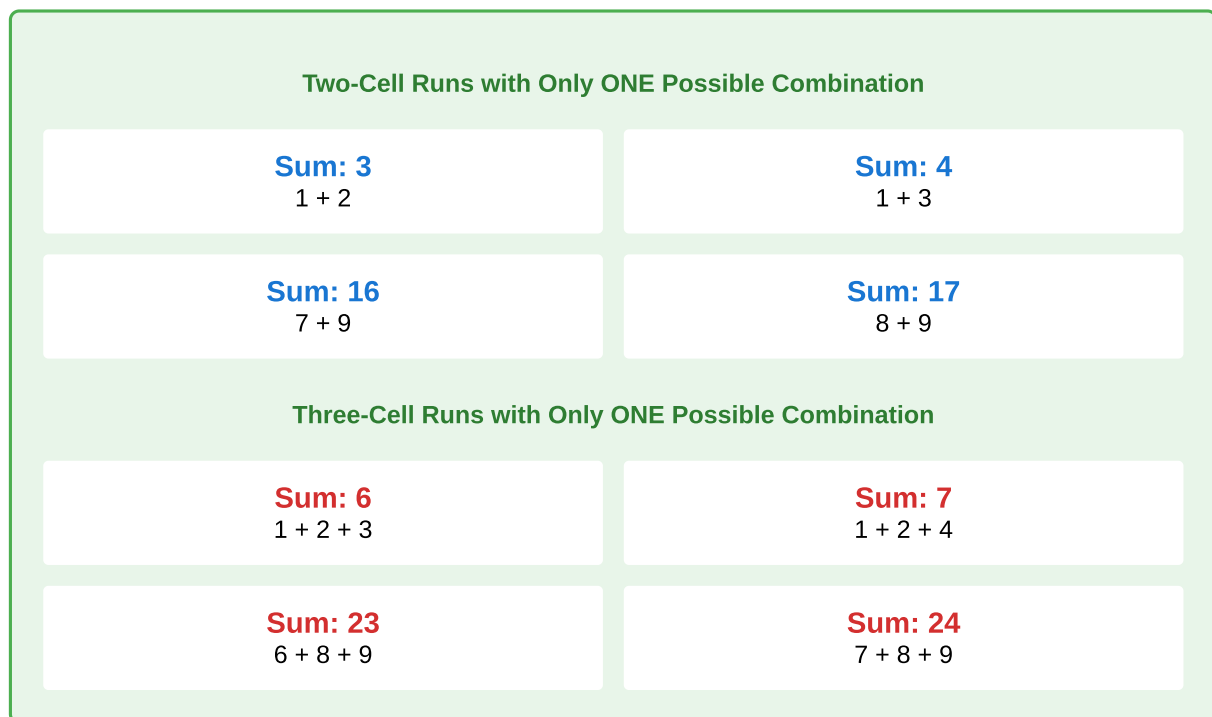 Two-Cell Runs with Only ONE Possible Combination
Sum: 3
1 + 2
Sum: 4
1 + 3
Sum: 16
7 + 9
Sum: 17
8 + 9
Three-Cell Runs with Only ONE Possible Combination
Sum: 6
1 + 2 + 3
Sum: 7
1 + 2 + 4
Sum: 23
6 + 8 + 9
Sum: 24
7 + 8 + 9